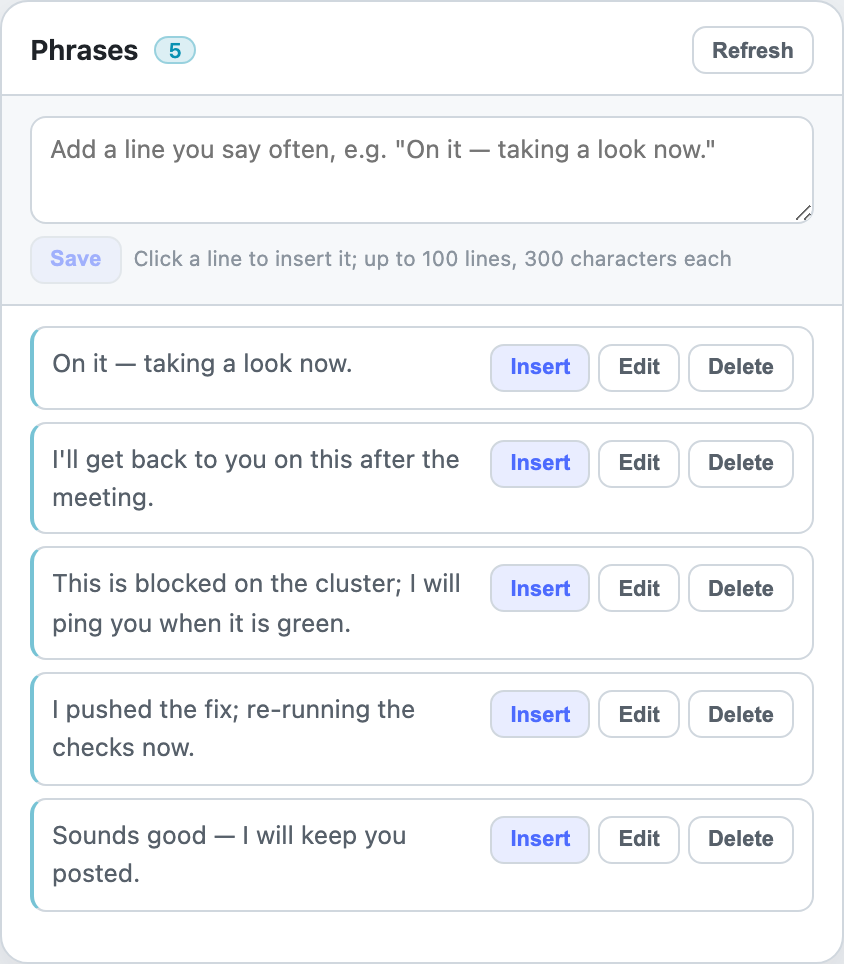 Phrases 5 Refresh
Add a line you say often, e.g. "On it — taking a look now."
Save Click a line to insert it; up to 100 lines, 300 characters each
On it — taking a look now. Insert Edit Delete
I'll get back to you on this after the Insert Edit Delete
meeting.
This is blocked on the cluster; I will Insert Edit Delete
ping you when it is green.
I pushed the fix; re-running the Insert Edit Delete
checks now.
Sounds good — I will keep you Insert Edit Delete
posted.